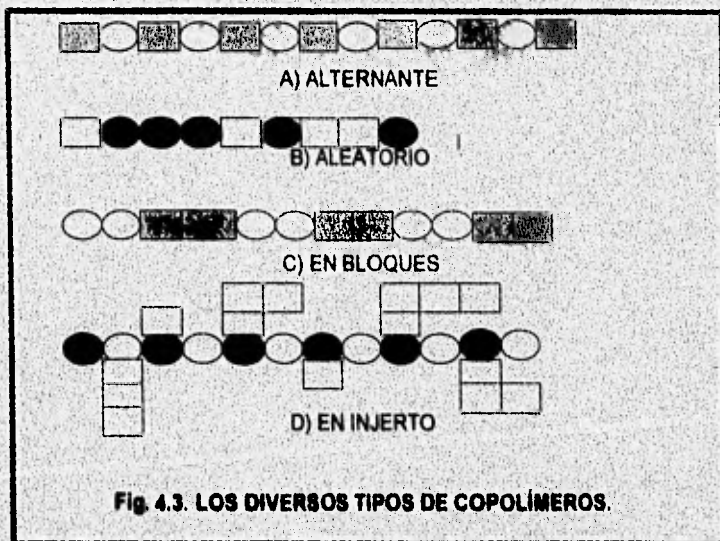 A) ALTERNANTE
B) ALEATORIO
C) EN BLOQUES
D) EN INJERTO
Fig. 4.3. LOS DIVERSOS TIPOS DE COPOLÍMEROS.